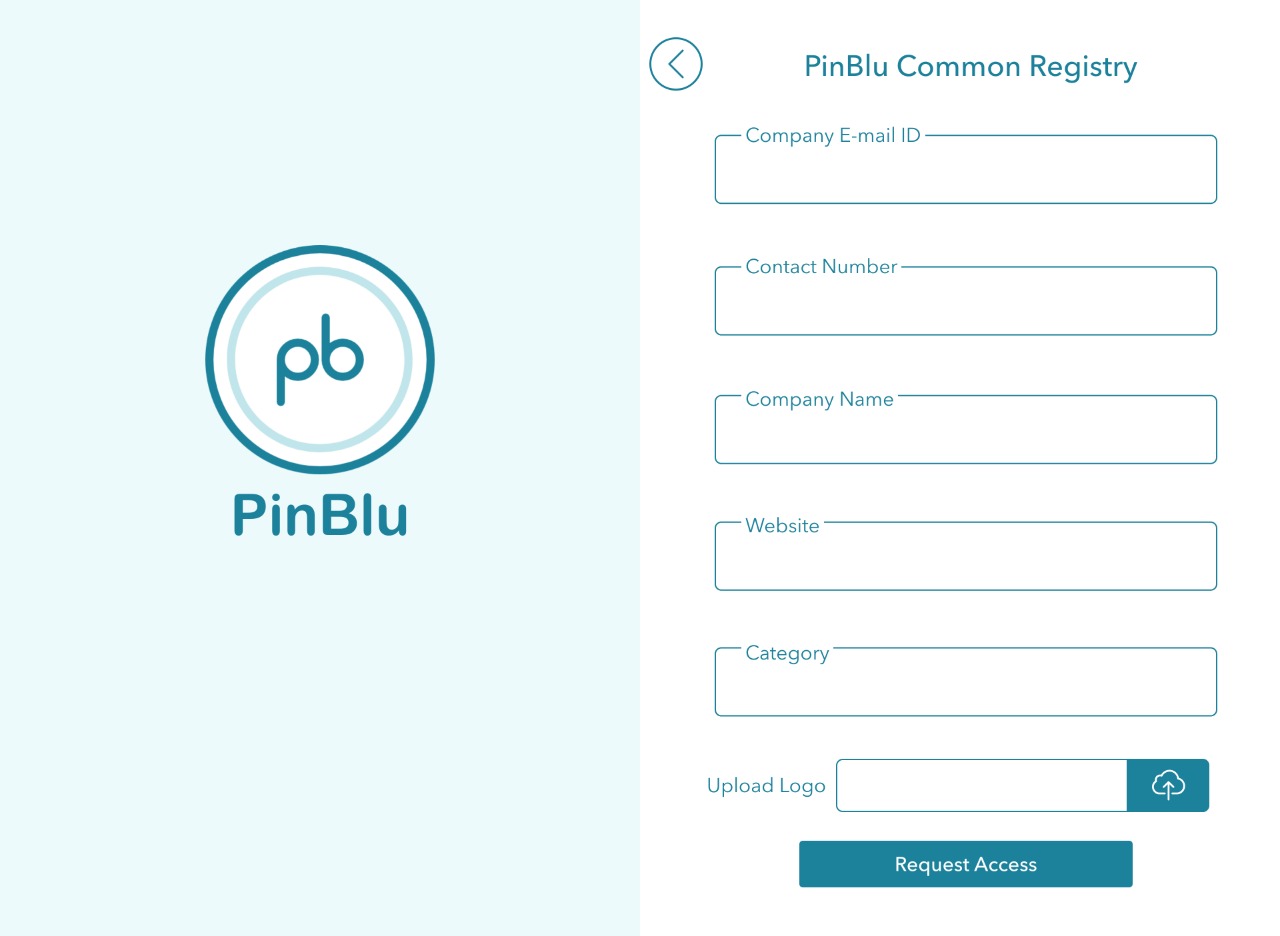 pb
PinBlu
PinBlu Common Registry
Company E-mail ID
Contact Number
Company Name
Website
Category
Upload Logo
Request Access